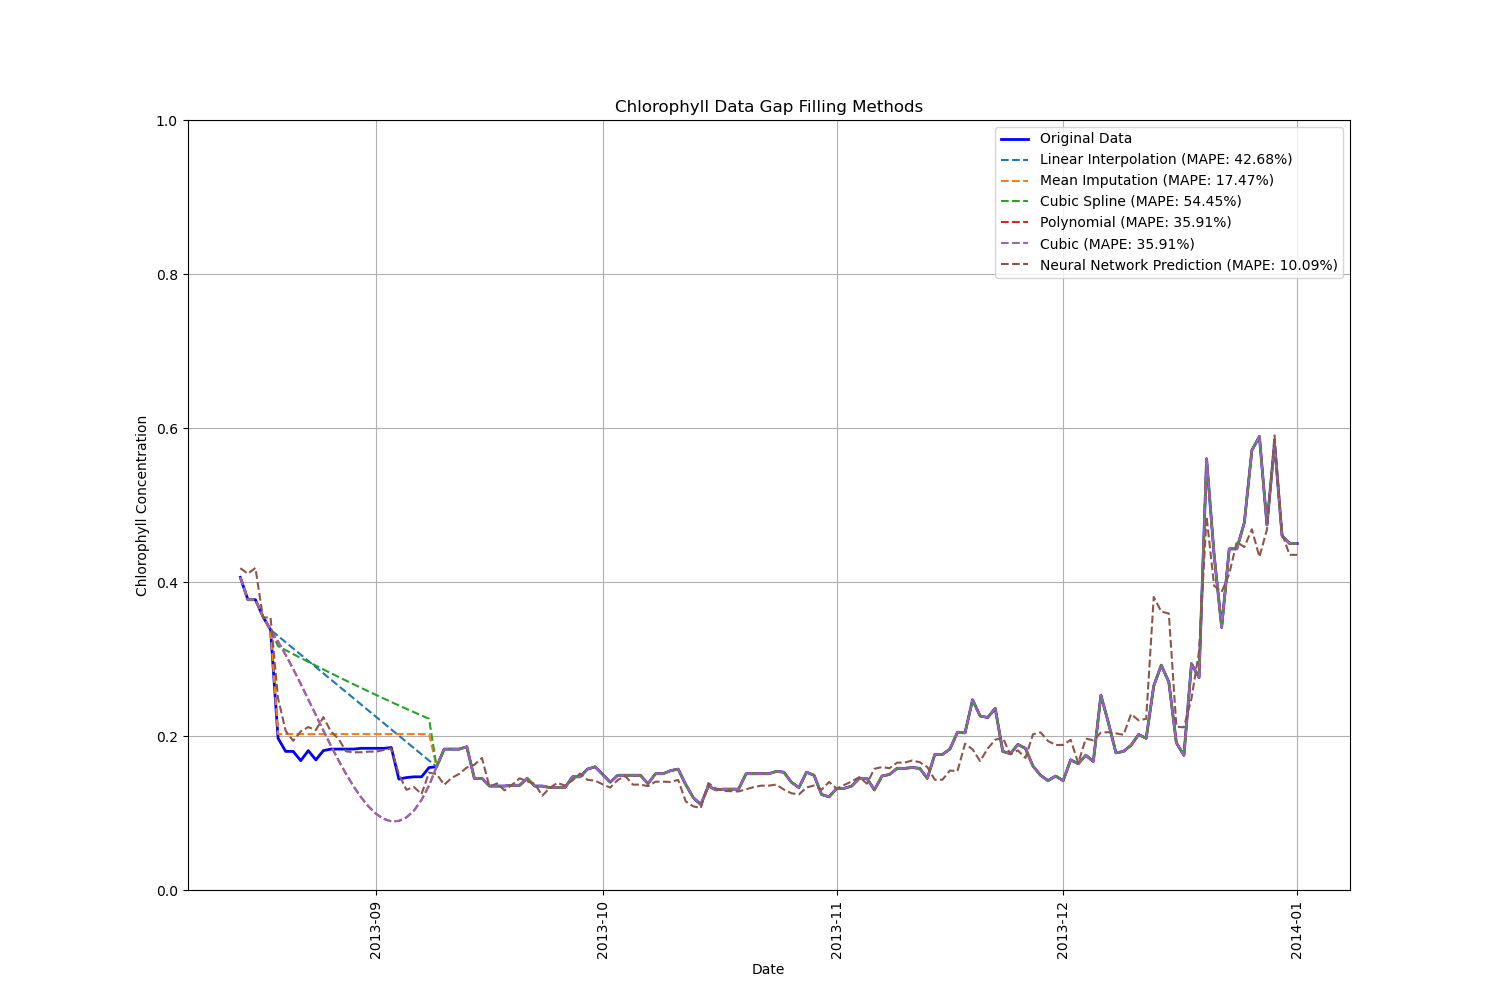 Chlorophyll Data Gap Filling Methods
1.0
0.8
0.6
0.4
0.2
0.0
Chlorophyll Concentration
Original Data
Linear Interpolation (MAPE: 42.68%)
Mean Imputation (MAPE: 17.47%)
Cubic Spline (MAPE: 54.45%)
Polynomial (MAPE: 35.91%)
Cubic (MAPE: 35.91%)
Neural Network Prediction (MAPE: 10.09%)
2013-09
2013-10
2013-11
2013-12
2014-01
Date